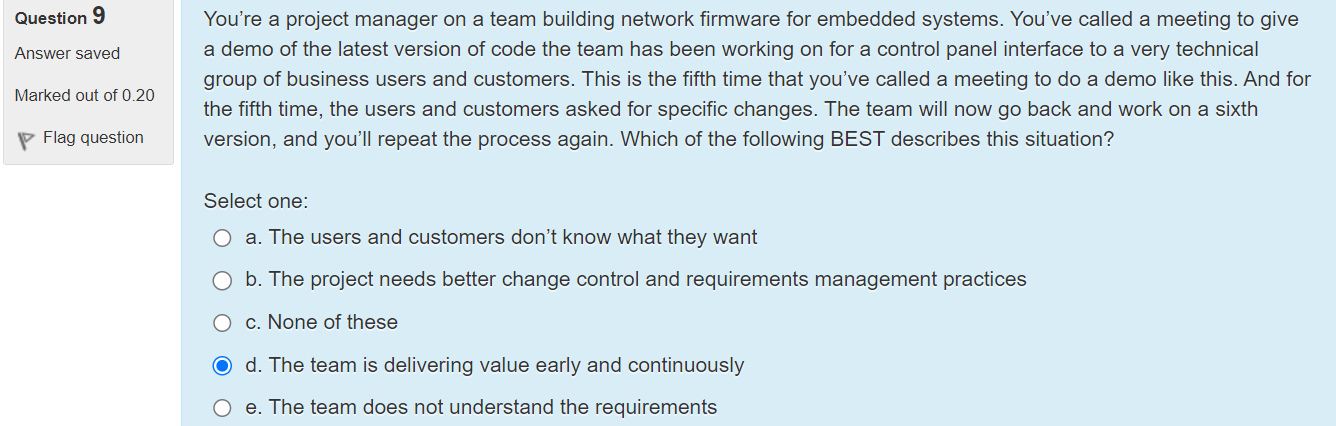 Question 9
Answer saved
Marked out of 0.20
Flag question
You’re a project manager on a team building network firmware for embedded systems. You’ve called a meeting to give
a demo of the latest version of code the team has been working on for a control panel interface to a very technical
group of business users and customers. This is the fifth time that you’ve called a meeting to do a demo like this. And for
the fifth time, the users and customers asked for specific changes. The team will now go back and work on a sixth
version, and you’ll repeat the process again. Which of the following BEST describes this situation?
Select one:
a. The users and customers don’t know what they want
b. The project needs better change control and requirements management practices
c. None of these
d. The team is delivering value early and continuously
e. The team does not understand the requirements